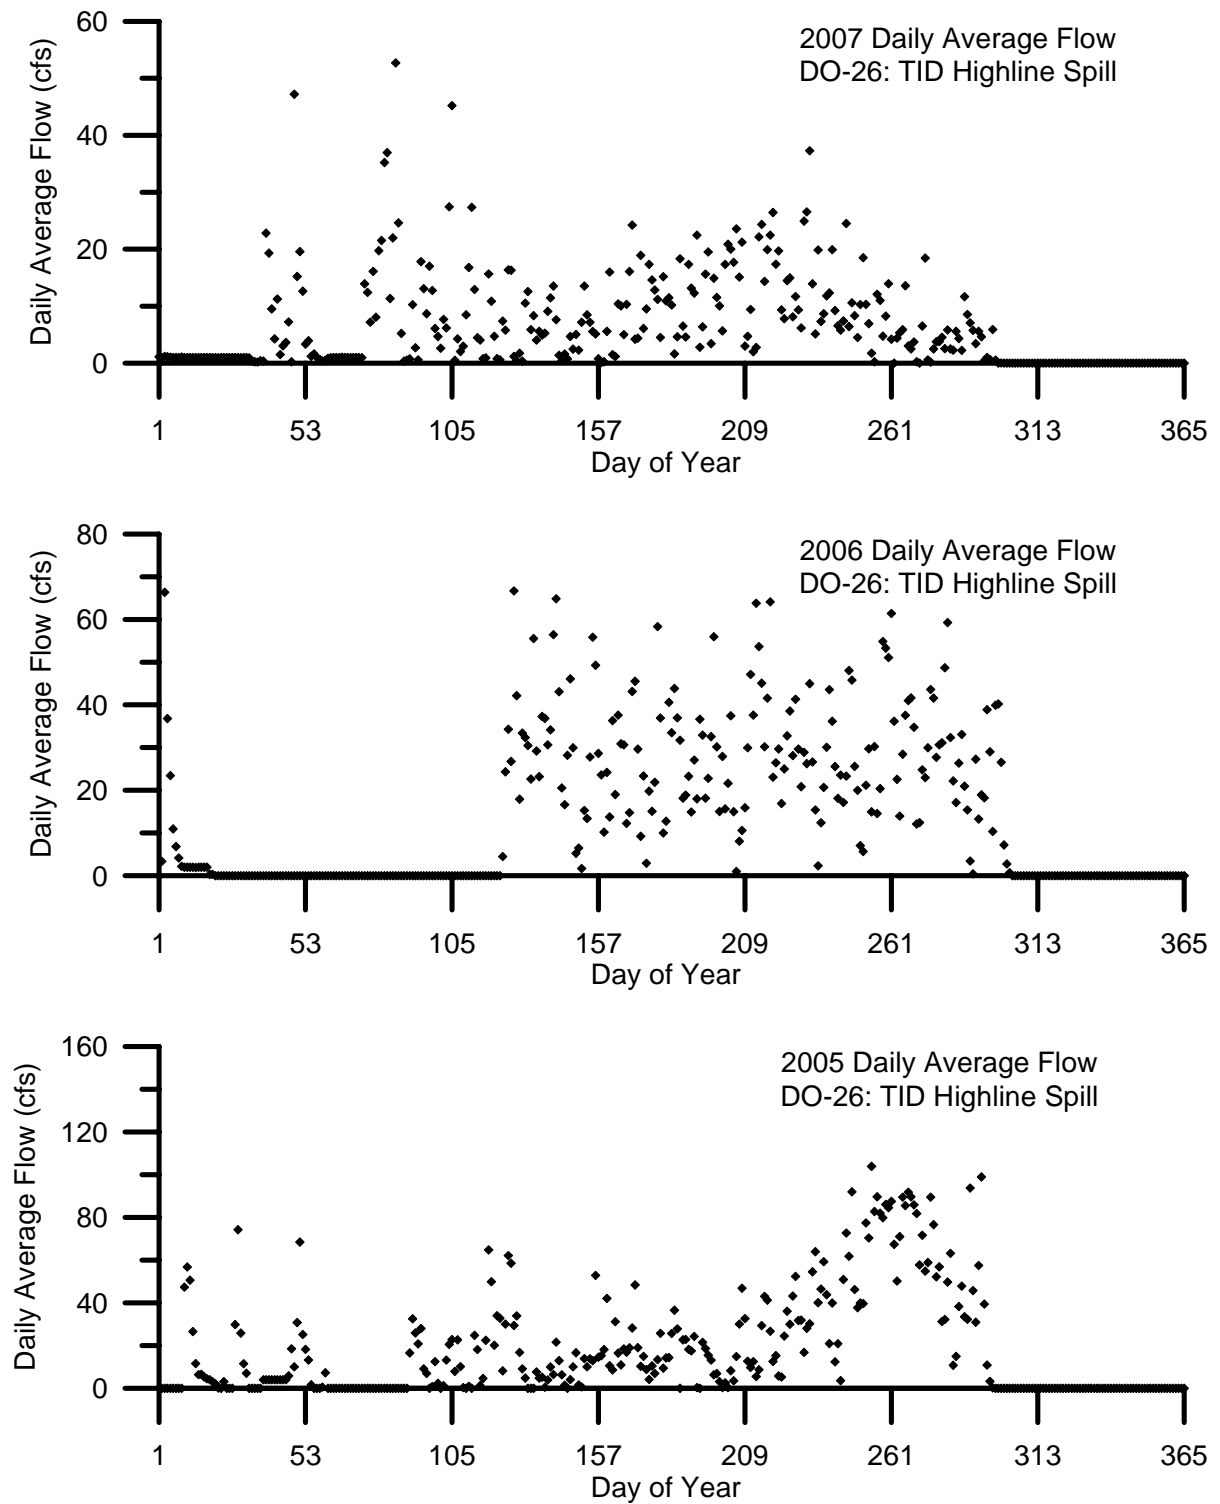 60
2007 Daily Average Flow
DO-26: TID Highline Spill
40
20
0
Daily Average Flow (cfs)
1 53 105 157 209 261 313 365
Day of Year
80
2006 Daily Average Flow
DO-26: TID Highline Spill
60
40
20
0
Daily Average Flow (cfs)
1 53 105 157 209 261 313 365
Day of Year
160
2005 Daily Average Flow
DO-26: TID Highline Spill
120
80
40
0
Daily Average Flow (cfs)
1 53 105 157 209 261 313 365
Day of Year